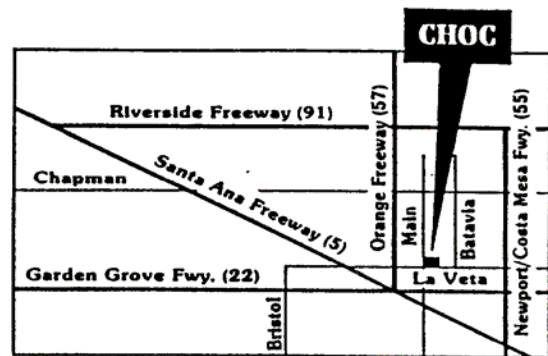 CHOC
Riverside Freeway (91)
Orange Freeway (57)
Newport/Costa Mesa Fwy. (55)
Chapman
Santa Ana Freeway (5)
Main
Batavia
Garden Grove Fwy. (22)
La Veta
Bristol